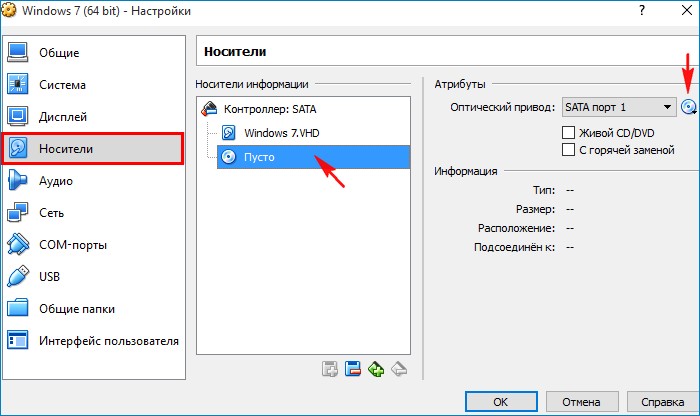 Windows 7 (64 bit) - Настройки
?
Общие
Система
Дисплей
Носители
Аудио
Сеть
COM-порты
USB
Общие папки
Интерфейс пользователя
Носители
Носители информации
Контроллер: SATA
Windows 7.VHD
Пусто
Атрибуты
Оптический привод: SATA порт 1
Живой CD/DVD
С горячей заменой
Информация
Тип: --
Размер: --
Расположение: --
Подсоединён к: --
OK
Отмена
Справка